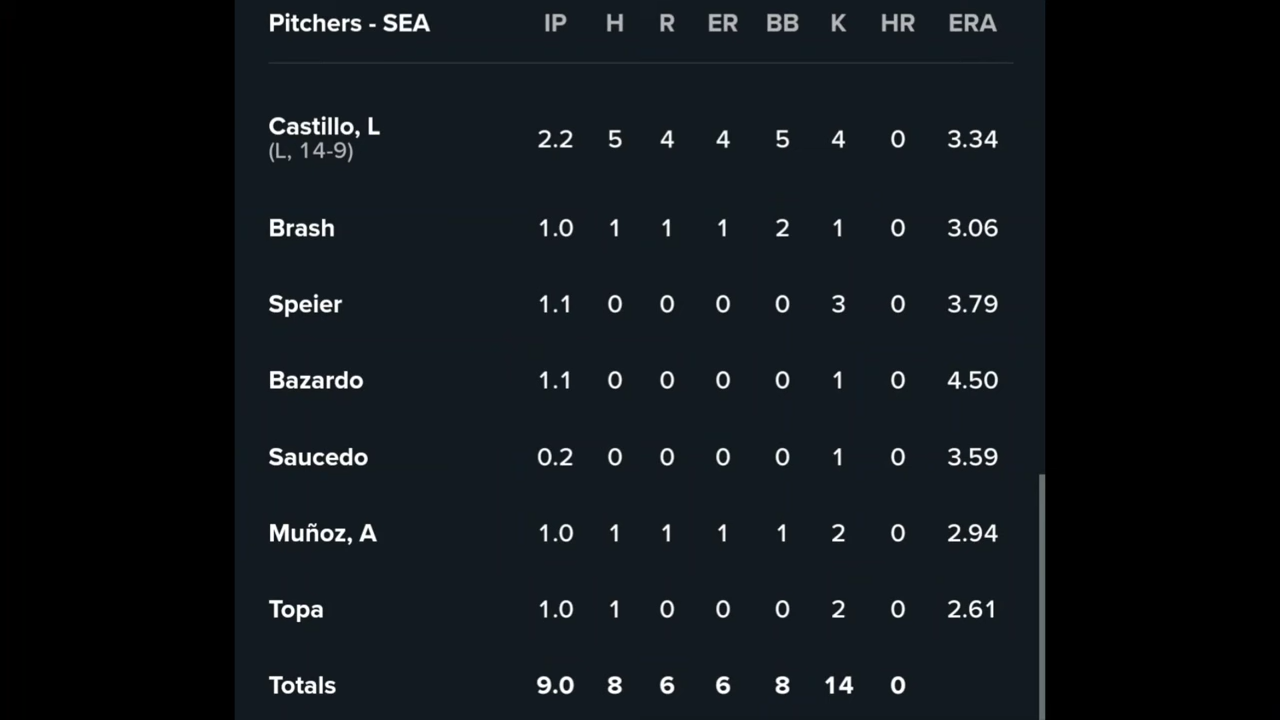 Pitchers - SEA IP H R ER BB K HR ERA
Castillo, L 2.2 5 4 4 5 4 0 3.34
(L, 14-9)
Brash 1.0 1 1 1 2 1 0 3.06
Speier 1.1 0 0 0 0 3 0 3.79
Bazardo 1.1 0 0 0 0 1 0 4.50
Saucedo 0.2 0 0 0 0 1 0 3.59
Muñoz, A 1.0 1 1 1 1 2 0 2.94
Topa 1.0 1 0 0 0 2 0 2.61
Totals 9.0 8 6 6 8 14 0